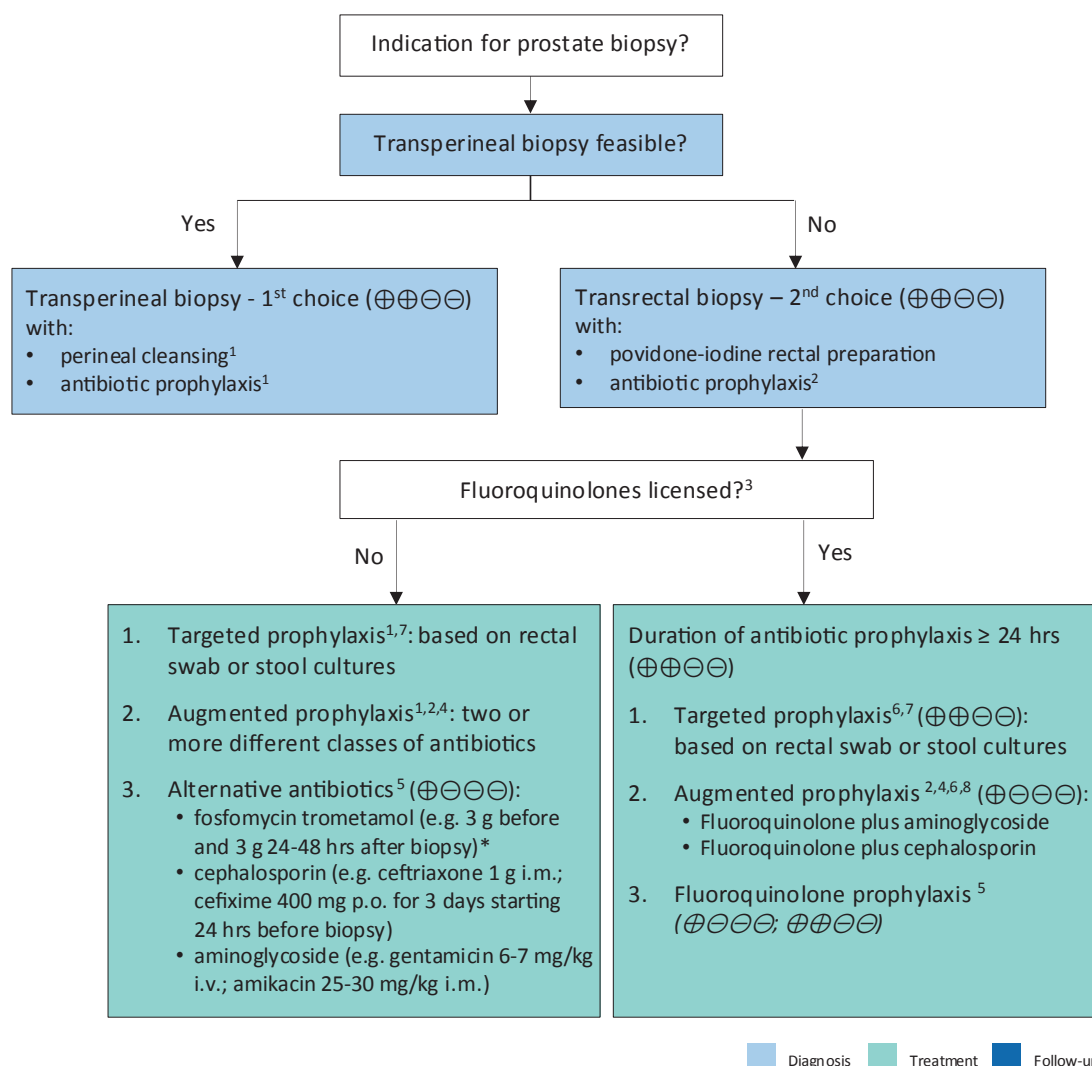 Indication for prostate biopsy?
Transperineal biopsy feasible?
Yes
No
Transperineal biopsy - 1st choice (⊕⊕⊖⊖)
with:
• perineal cleansing1
• antibiotic prophylaxis1
Transrectal biopsy – 2nd choice (⊕⊕⊖⊖)
with:
• povidone-iodine rectal preparation
• antibiotic prophylaxis2
Fluoroquinolones licensed?3
No
Yes
1. Targeted prophylaxis1,7: based on rectal
swab or stool cultures
2. Augmented prophylaxis1,2,4: two or
more different classes of antibiotics
3. Alternative antibiotics5 (⊕⊖⊖⊖):
• fosfomycin trometamol (e.g. 3 g before
and 3 g 24-48 hrs after biopsy)*
• cephalosporin (e.g. ceftriaxone 1 g i.m.;
cefixime 400 mg p.o. for 3 days starting
24 hrs before biopsy)
• aminoglycoside (e.g. gentamicin 6-7 mg/kg
i.v.; amikacin 25-30 mg/kg i.m.)
Duration of antibiotic prophylaxis ≥ 24 hrs
(⊕⊕⊖⊖)
1. Targeted prophylaxis6,7 (⊕⊕⊖⊖):
based on rectal swab or stool cultures
2. Augmented prophylaxis 2,4,6,8 (⊕⊖⊖⊖):
• Fluoroquinolone plus aminoglycoside
• Fluoroquinolone plus cephalosporin
3. Fluoroquinolone prophylaxis 5
(⊕⊖⊖⊖; ⊕⊕⊖⊖)
Diagnosis Treatment Follow-u